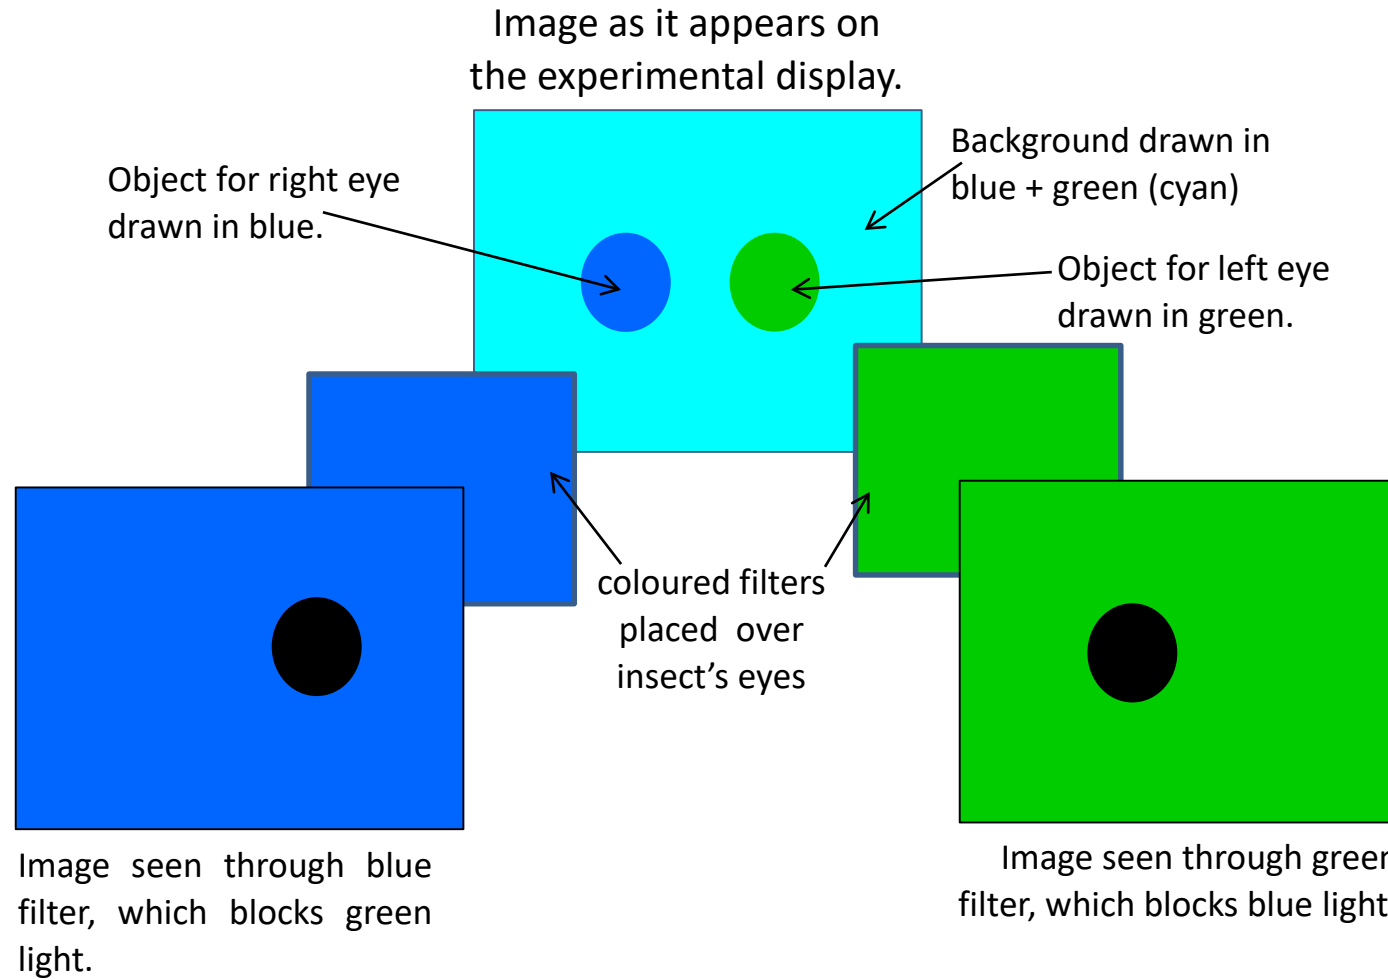 Image as it appears on
the experimental display.
Object for right eye
drawn in blue.
Background drawn in
blue + green (cyan)
Object for left eye
drawn in green.
coloured filters
placed over
insect's eyes
Image seen through blue
filter, which blocks green
light.
Image seen through green
filter, which blocks blue light